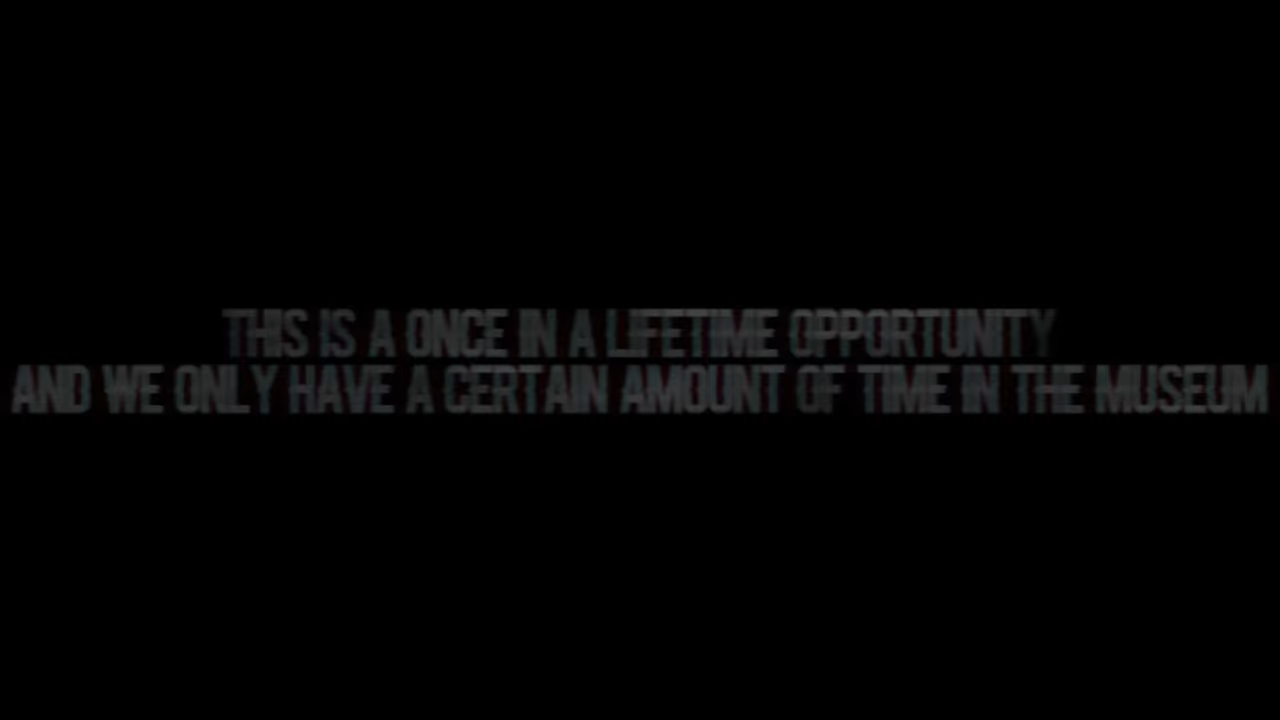 THIS IS A ONCE IN A LIFETIME OPPORTUNITY
AND WE ONLY HAVE A CERTAIN AMOUNT OF TIME IN THE MUSEUM